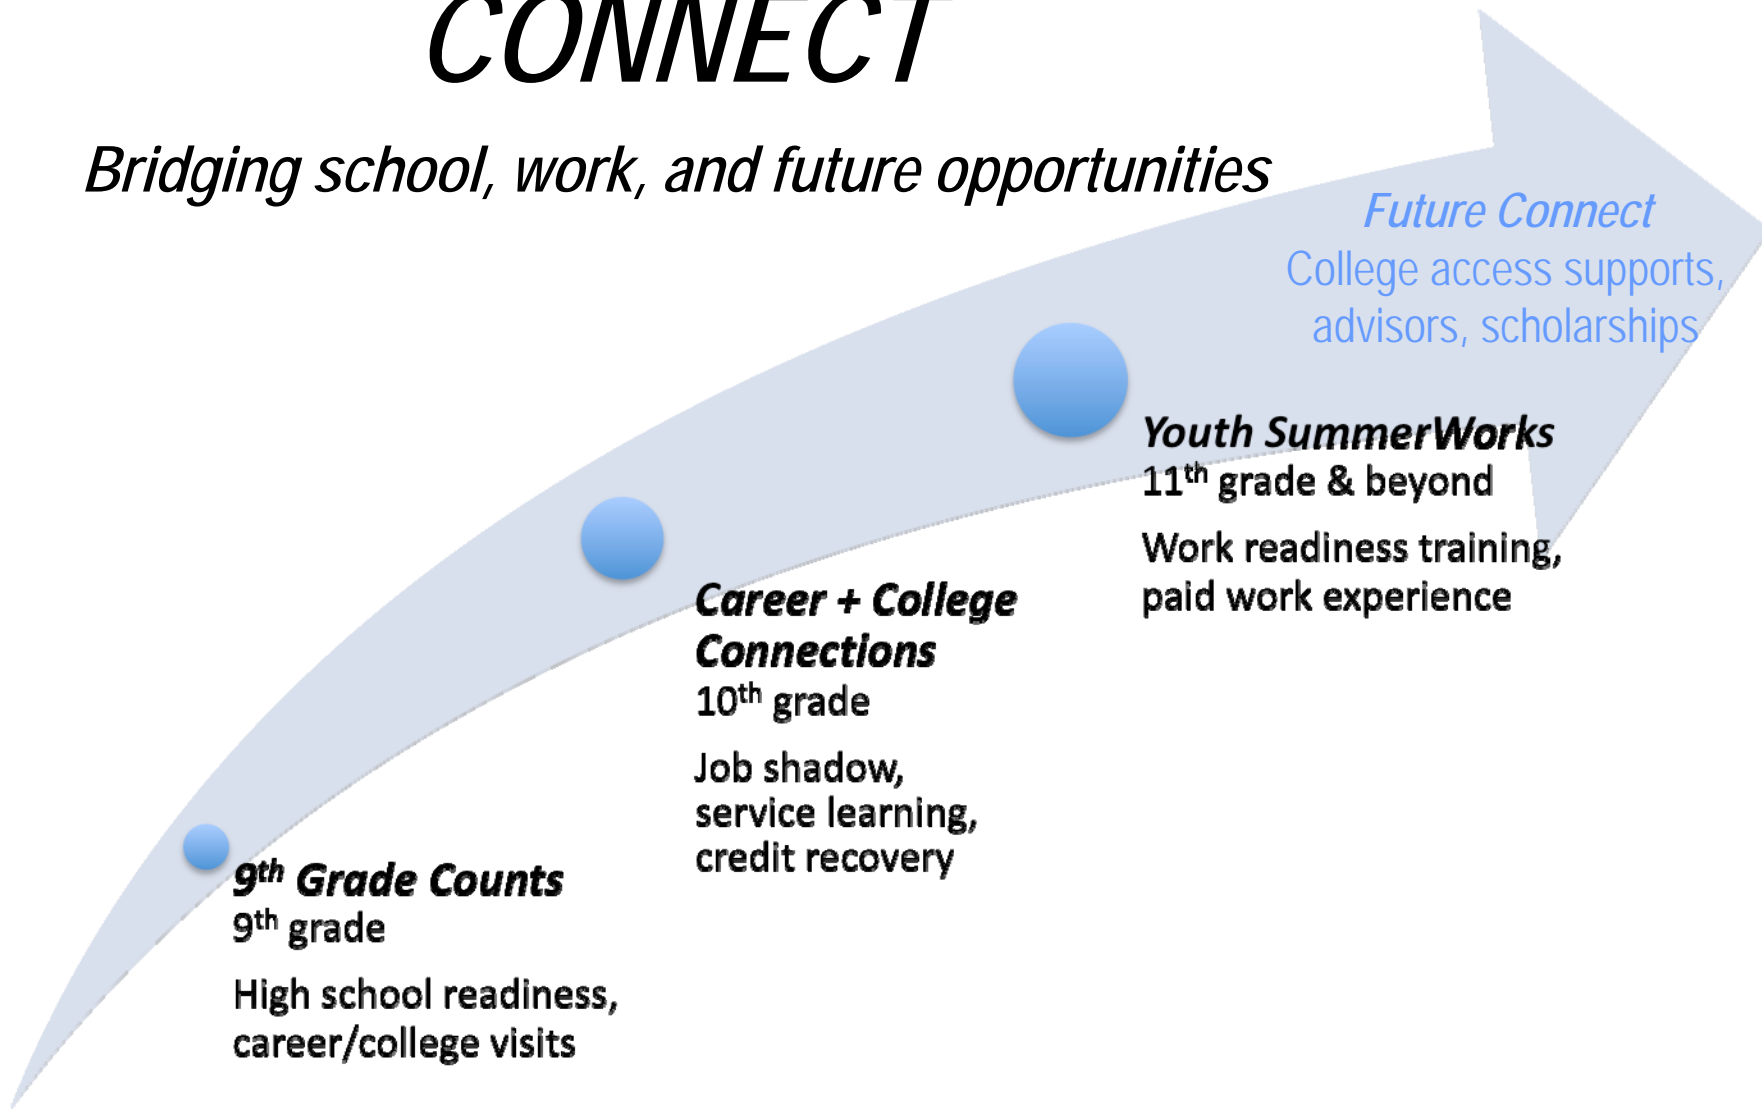 CONNECT
Bridging school, work, and future opportunities
Future Connect
College access supports,
advisors, scholarships
Youth SummerWorks
11th grade & beyond
Work readiness training,
paid work experience
Career + College
Connections
10th grade
Job shadow,
service learning,
credit recovery
9th Grade Counts
9th grade
High school readiness,
career/college visits